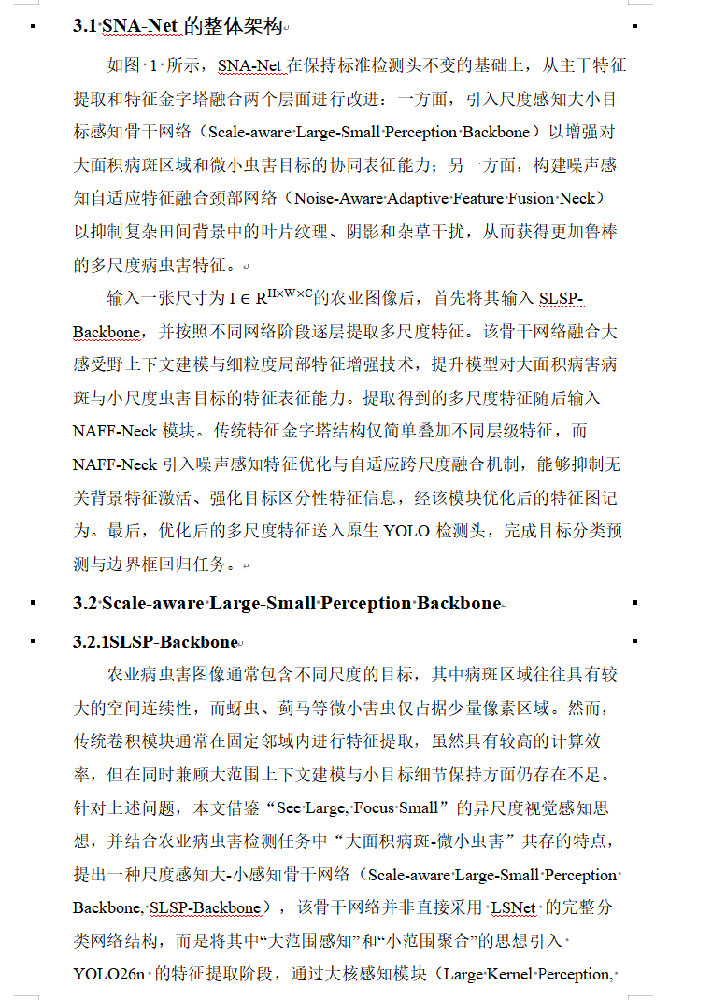 3.1 SNA-Net 的整体架构
如图 1 所示，SNA-Net 在保持标准检测头不变的基础上，从主干特征
提取和特征金字塔融合两个层面进行改进：一方面，引入尺度感知大小目
标感知骨干网络（Scale-aware Large-Small Perception Backbone）以增强对
大面积病斑区域和微小虫害目标的协同表征能力；另一方面，构建噪声感
知自适应特征融合颈部网络（Noise-Aware Adaptive Feature Fusion Neck）
以抑制复杂田间背景中的叶片纹理、阴影和杂草干扰，从而获得更加鲁棒
的多尺度病虫害特征。
输入一张尺寸为 I ∈ R^{H×W×C}的农业图像后，首先将其输入 SLSP-
Backbone，并按照不同网络阶段逐层提取多尺度特征。该骨干网络融合大
感受野上下文建模与细粒度局部特征增强技术，提升模型对大面积病害病
斑与小尺度虫害目标的特征表征能力。提取得到的多尺度特征随后输入
NAFF-Neck 模块。传统特征金字塔结构仅简单叠加不同层级特征，而
NAFF-Neck 引入噪声感知特征优化与自适应跨尺度融合机制，能够抑制无
关背景特征激活、强化目标区分性特征信息，经该模块优化后的特征图记
为。最后，优化后的多尺度特征送入原生 YOLO 检测头，完成目标分类预
测与边界框回归任务。
3.2 Scale-aware Large-Small Perception Backbone
3.2.1SLSP-Backbone
农业病虫害图像通常包含不同尺度的目标，其中病斑区域往往具有较
大的空间连续性，而蚜虫、蓟马等微小害虫仅占据少量像素区域。然而，
传统卷积模块通常在固定邻域内进行特征提取，虽然具有较高的计算效
率，但在同时兼顾大范围上下文建模与小目标细节保持方面仍存在不足。
针对上述问题，本文借鉴“See Large, Focus Small”的异尺度视觉感知思
想，并结合农业病虫害检测任务中“大面积病斑-微小虫害”共存的特点，
提出一种尺度感知大-小感知骨干网络（Scale-aware Large-Small Perception
Backbone, SLSP-Backbone），该骨干网络并非直接采用 LSNet 的完整分
类网络结构，而是将其中“大范围感知”和“小范围聚合”的思想引入
YOLO26n 的特征提取阶段，通过大核感知模块（Large Kernel Perception,